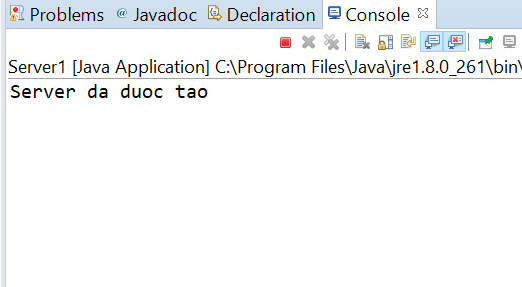 Problems @ Javadoc Declaration Console
Server1 [Java Application] C:\Program Files\Java\jre1.8.0_261\bin\
Server da duoc tao